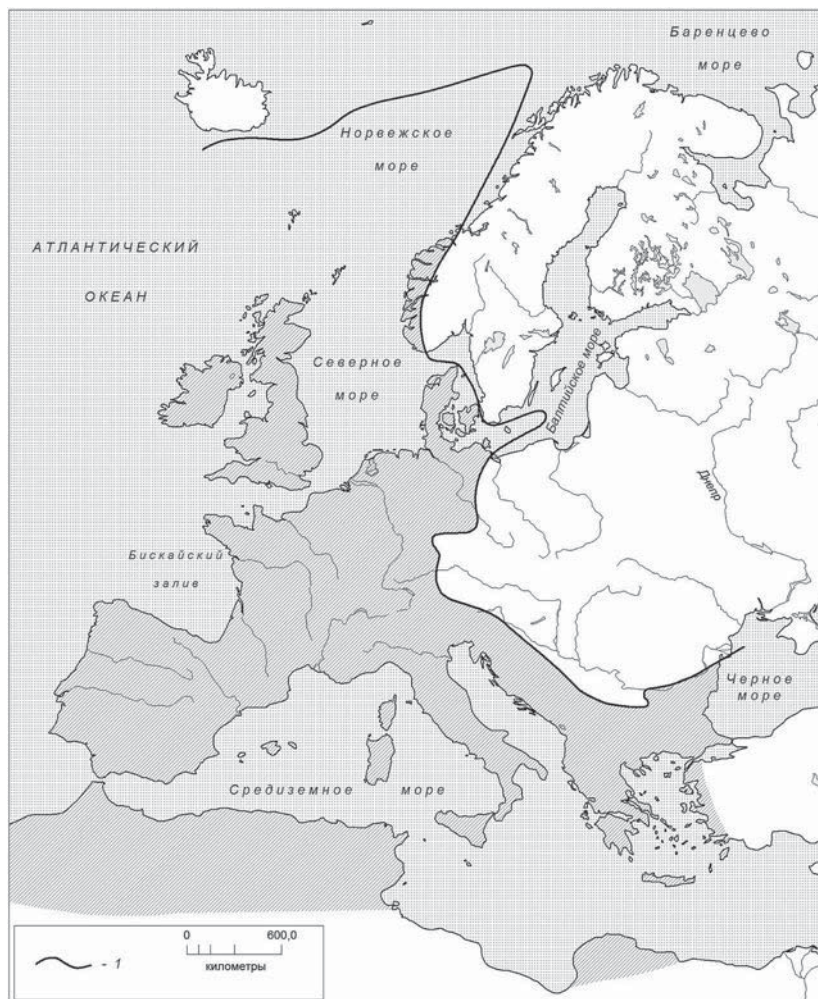 Баренцево
море
Норвежское
море
АТЛАНТИЧЕСКИЙ
ОКЕАН
Северное
море
Балтийское море
Днепр
Бискайский
залив
Черное
море
Средиземное море
0 600,0
километры
- 1